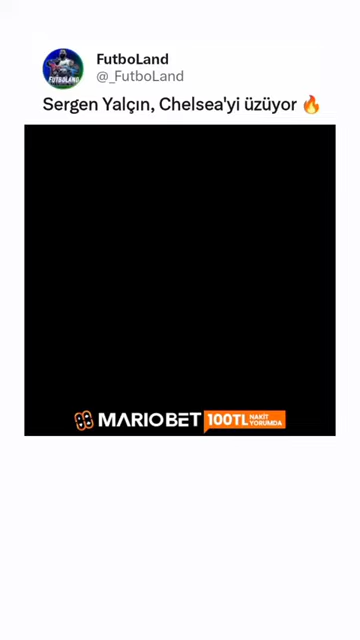 FutboLand
@_FutboLand
Sergen Yalçın, Chelsea'yi üzüyor 🔥
MARIOBET 100TL NAKİT YORUMDA